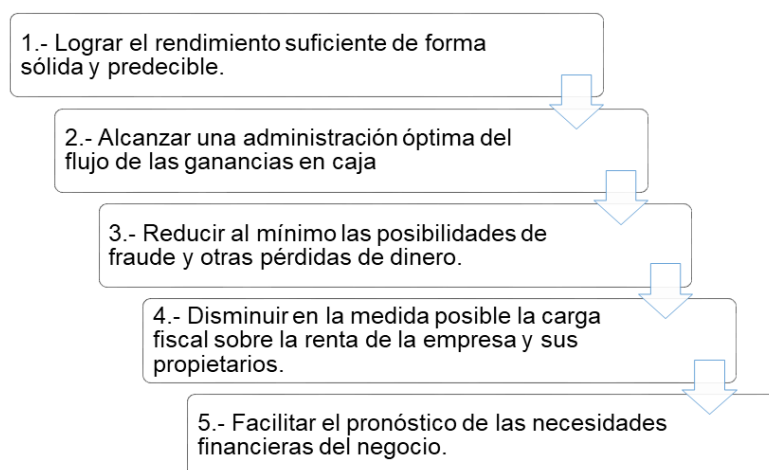 1.- Lograr el rendimiento suficiente de forma
sólida y predecible.
2.- Alcanzar una administración óptima del
flujo de las ganancias en caja
3.- Reducir al mínimo las posibilidades de
fraude y otras pérdidas de dinero.
4.- Disminuir en la medida posible la carga
fiscal sobre la renta de la empresa y sus
propietarios.
5.- Facilitar el pronóstico de las necesidades
financieras del negocio.